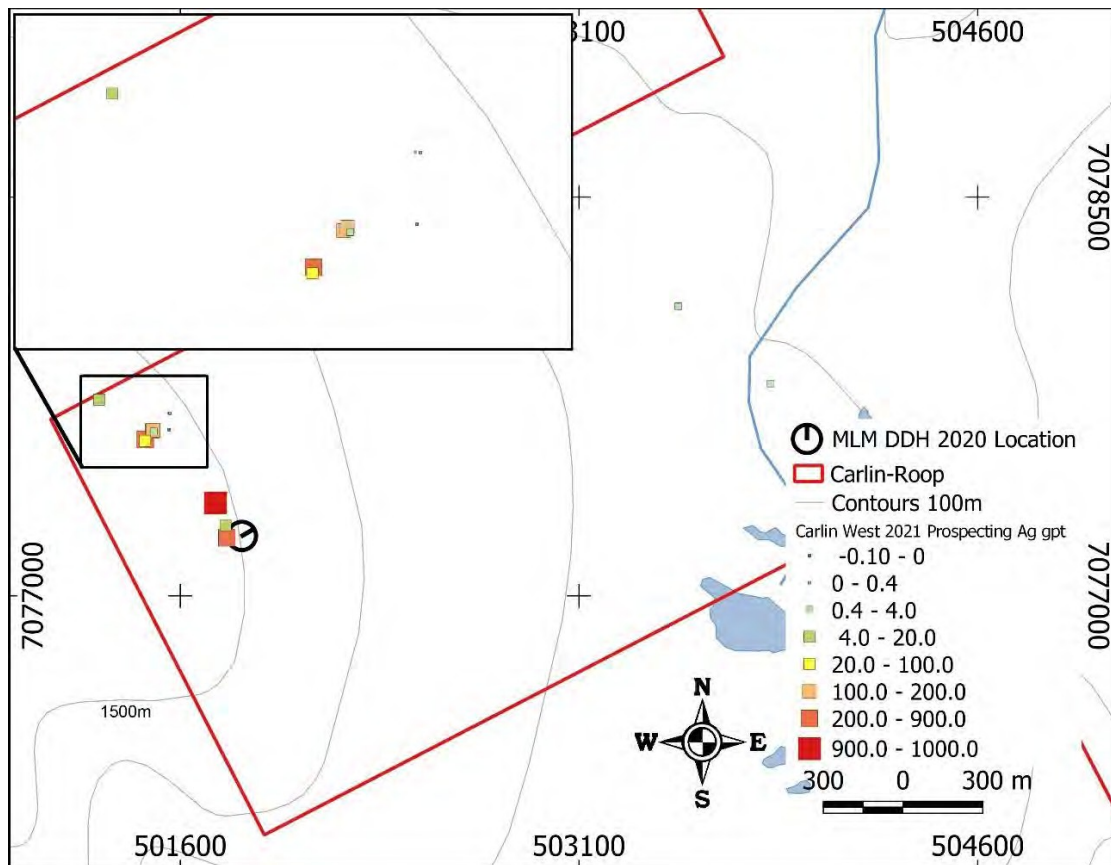 3100
504600
7078500
MLM DDH 2020 Location
Carlin-Roop
Contours 100m
Carlin West 2021 Prospecting Ag gpt
-0.10 - 0
0 - 0.4
0.4 - 4.0
4.0 - 20.0
20.0 - 100.0
100.0 - 200.0
200.0 - 900.0
900.0 - 1000.0
300 0 300 m
7077000
7077000
1500m
N
W E
S
501600
503100
504600